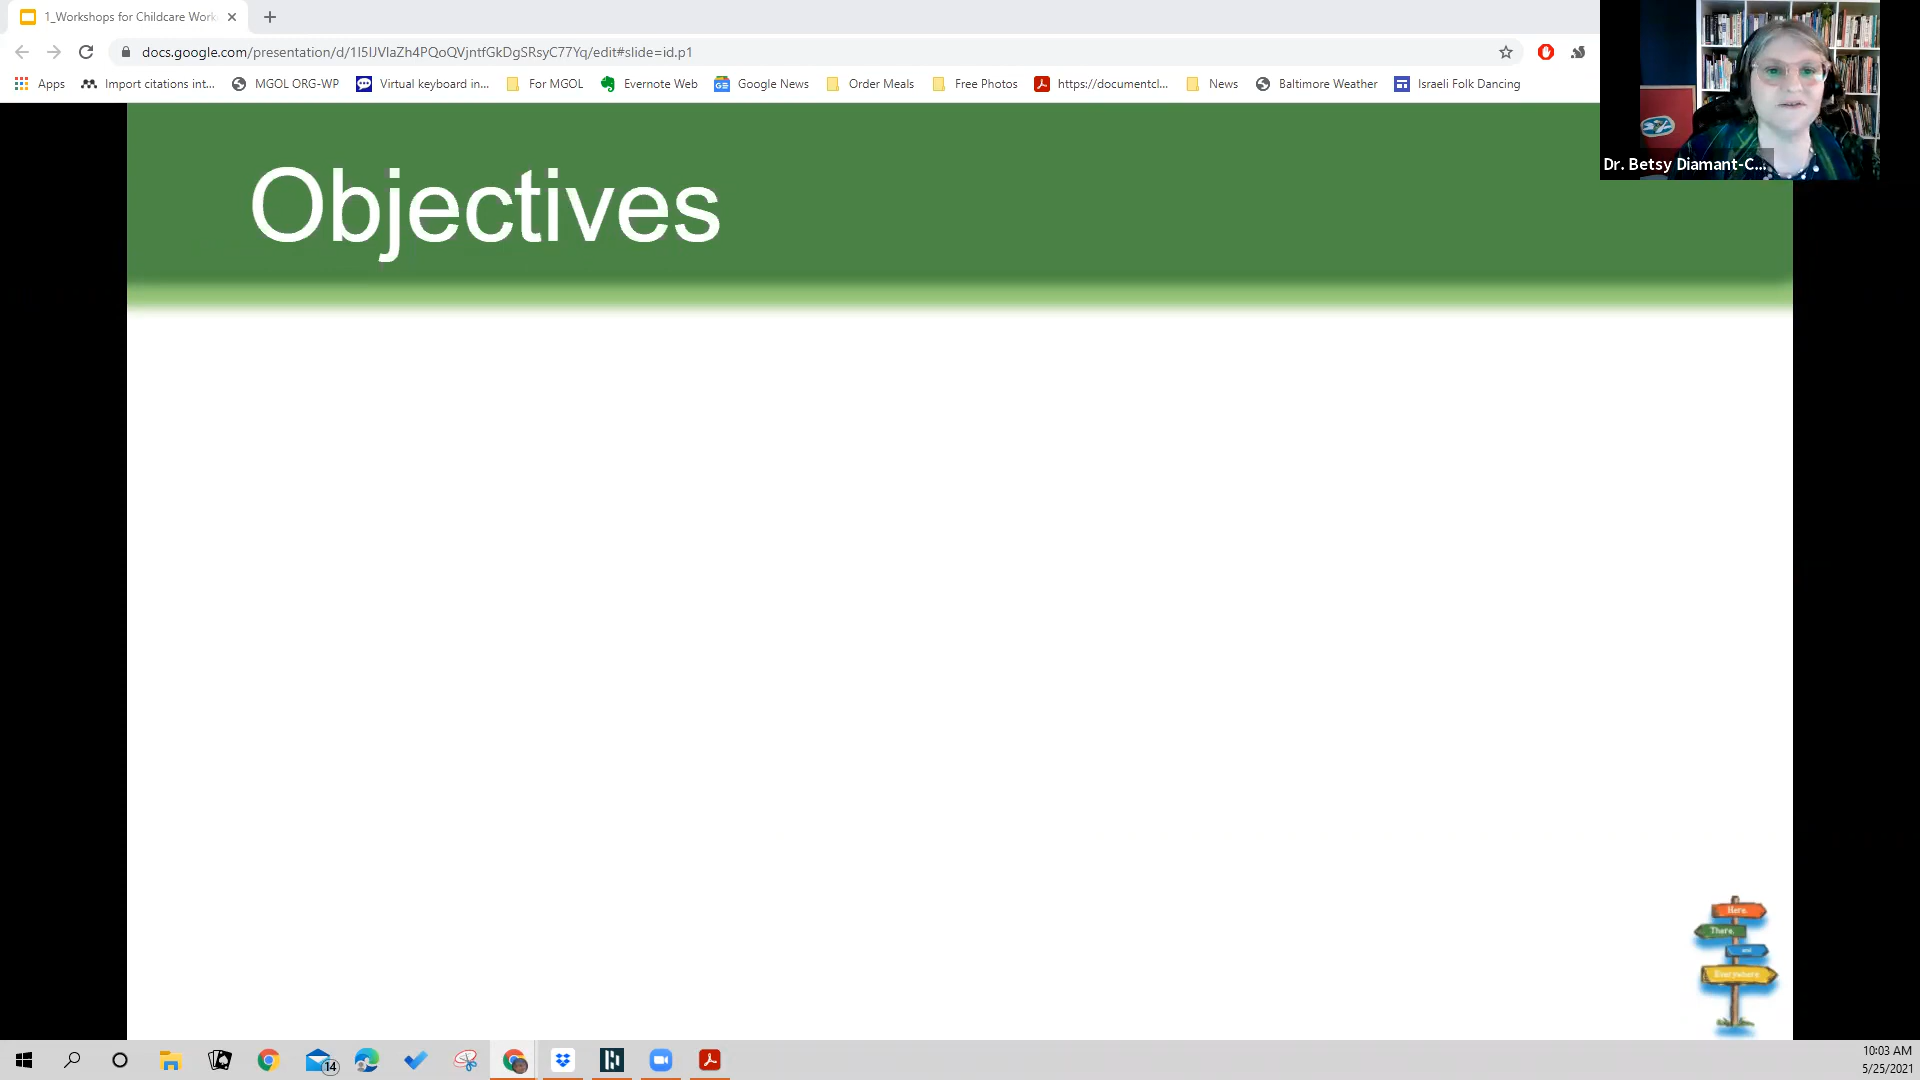 1_Workshops for Childcare Work
docs.google.com/presentation/d/1I5IJVIaZh4PQoQVjntfGkDgSRsyC77Yq/edit#slide=id.p1
Apps Import citations int... MGOL ORG-WP Virtual keyboard in... For MGOL Evernote Web Google News Order Meals Free Photos https://documentcl... News Baltimore Weather Israeli Folk Dancing
Dr. Betsy Diamant-C...
Objectives
Here,
There,
and
Everywhere
14
10:03 AM
5/25/2021